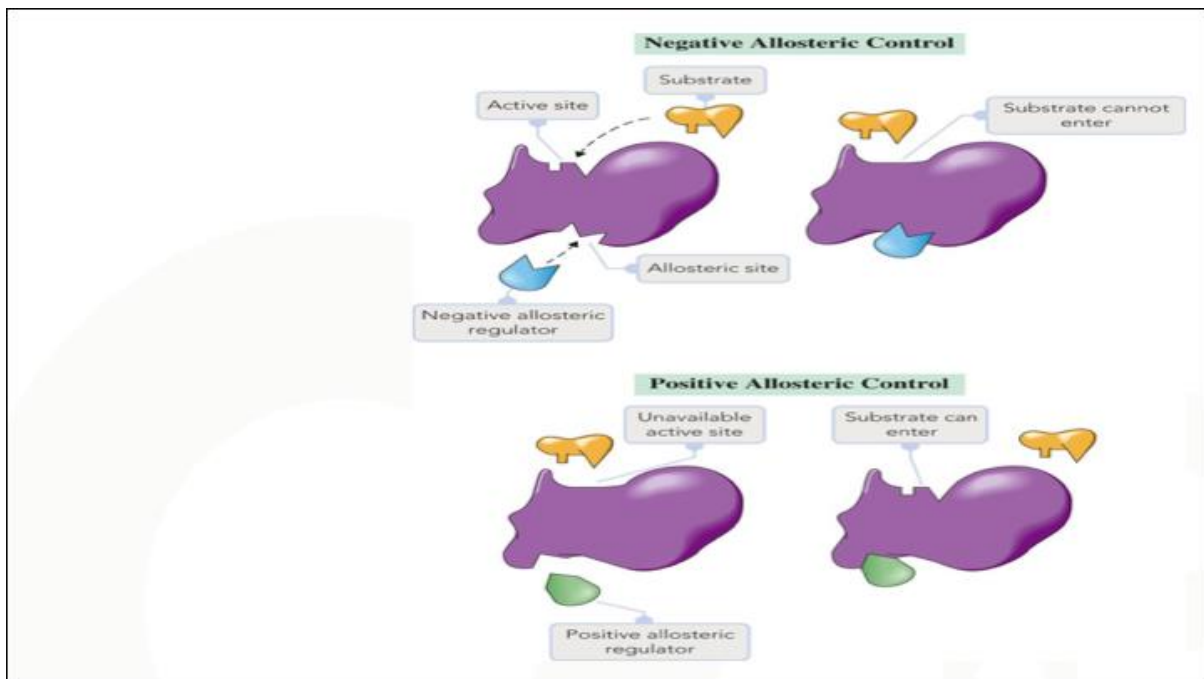 Negative Allosteric Control
Substrate
Active site
Substrate cannot
enter
Allosteric site
Negative allosteric
regulator
Positive Allosteric Control
Unavailable
active site
Substrate can
enter
Positive allosteric
regulator